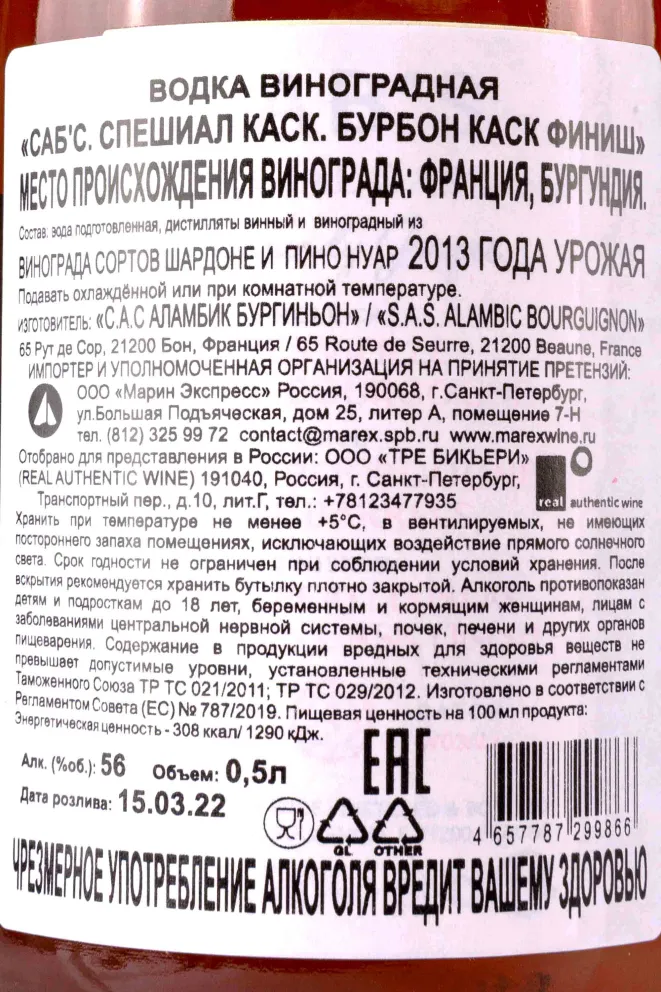 ВОДКА ВИНОГРАДНАЯ
«САБ'С. СПЕШИАЛ КАСК. БУРБОН КАСК ФИНИШ»
МЕСТО ПРОИСХОЖДЕНИЯ ВИНОГРАДА: ФРАНЦИЯ, БУРГУНДИЯ.
Состав: вода подготовленная, дистилляты винный и виноградный из
ВИНОГРАДА СОРТОВ ШАРДОНЕ И ПИНО НУАР 2013 ГОДА УРОЖАЯ
Подавать охлаждённой или при комнатной температуре.
ИЗГОТОВИТЕЛЬ: «С.А.С АЛАМБИК БУРГИНЬОН» / «S.A.S. ALAMBIC BOURGUIGNON»
65 Рут де Сор, 21200 Бон, Франция / 65 Route de Seurre, 21200 Beaune, France
ИМПОРТЕР И УПОЛНОМОЧЕННАЯ ОРГАНИЗАЦИЯ НА ПРИНЯТИЕ ПРЕТЕНЗИЙ:
ООО «Марин Экспресс» Россия, 190068, г.Санкт-Петербург,
ул.Большая Подъяческая, дом 25, литер А, помещение 7-Н
тел. (812) 325 99 72 contact@marex.spb.ru www.marexwine.ru
Отобрано для представления в России: ООО «ТРЕ БИКЬЕРИ»
(REAL AUTHENTIC WINE) 191040, Россия, г. Санкт-Петербург,
Транспортный пер., д.10, лит.Г, тел.: +78123477935
real authentic wine
Хранить при температуре не менее +5°С, в вентилируемых, не имеющих
постороннего запаха помещениях, исключающих воздействие прямого солнечного
света. Срок годности не ограничен при соблюдении условий хранения. После
вскрытия рекомендуется хранить бутылку плотно закрытой. Алкоголь противопоказан
детям и подросткам до 18 лет, беременным и кормящим женщинам, лицам с
заболеваниями центральной нервной системы, почек, печени и других органов
пищеварения. Содержание в продукции вредных для здоровья веществ не
превышает допустимые уровни, установленные техническими регламентами
Таможенного Союза ТР ТС 021/2011; ТР ТС 029/2012. Изготовлено в соответствии с
Регламентом Совета (ЕС) № 787/2019. Пищевая ценность на 100 мл продукта:
Энергетическая ценность - 308 ккал/ 1290 кДж.
Алк. (%об.): 56 Объем: 0,5л
Дата розлива: 15.03.22
ЕАС
GL OTHER
4 657787 299866
ЧРЕЗМЕРНОЕ УПОТРЕБЛЕНИЕ АЛКОГОЛЯ ВРЕДИТ ВАШЕМУ ЗДОРОВЬЮ